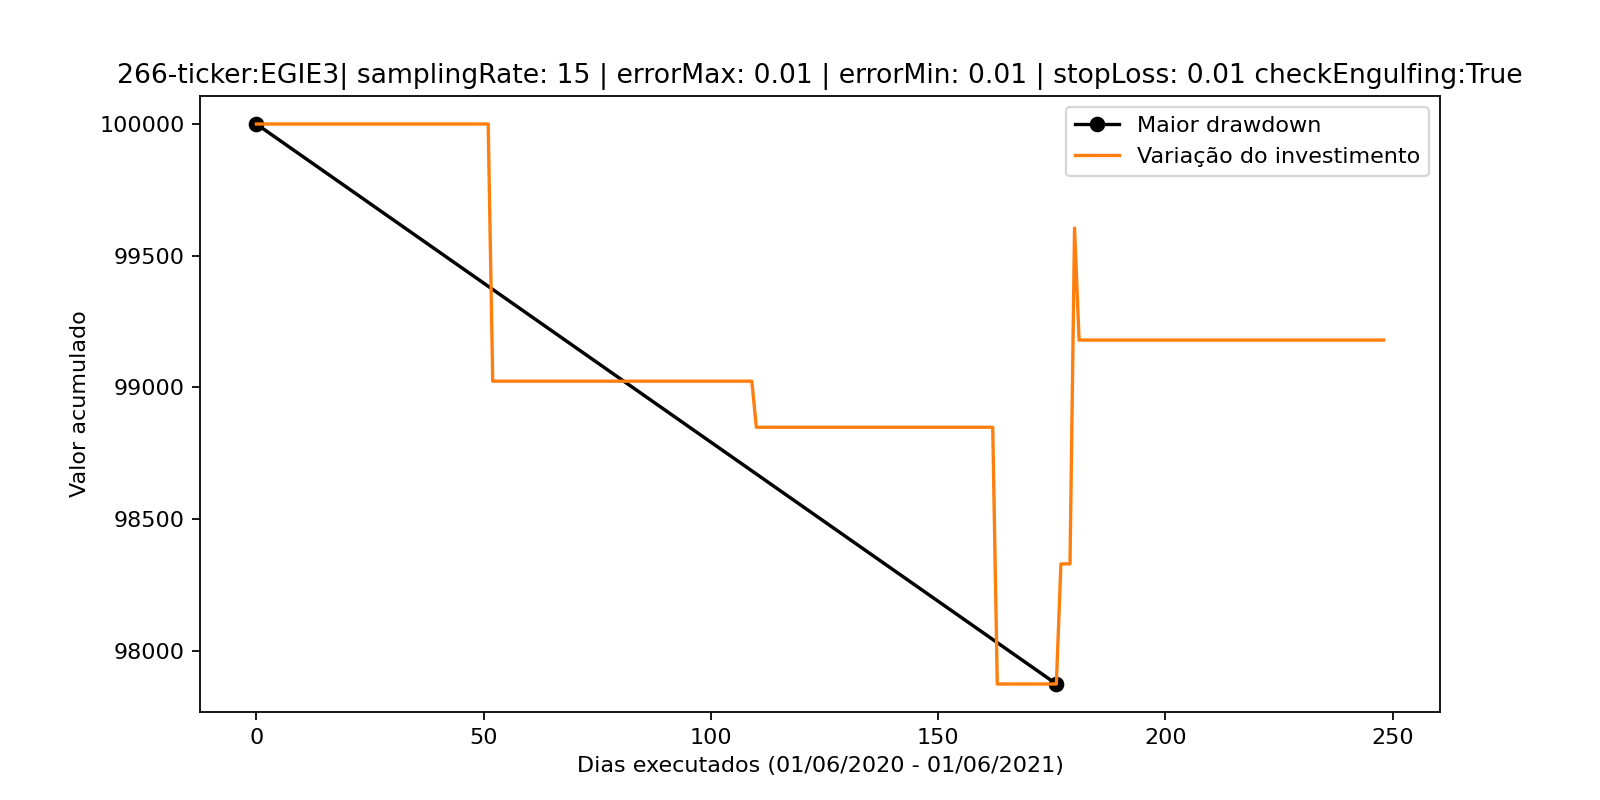 266-ticker:EGIE3| samplingRate: 15 | errorMax: 0.01 | errorMin: 0.01 | stopLoss: 0.01 checkEngulfing:True
Maior drawdown
Variação do investimento
100000
99500
99000
98500
98000
Valor acumulado
0 50 100 150 200 250
Dias executados (01/06/2020 - 01/06/2021)